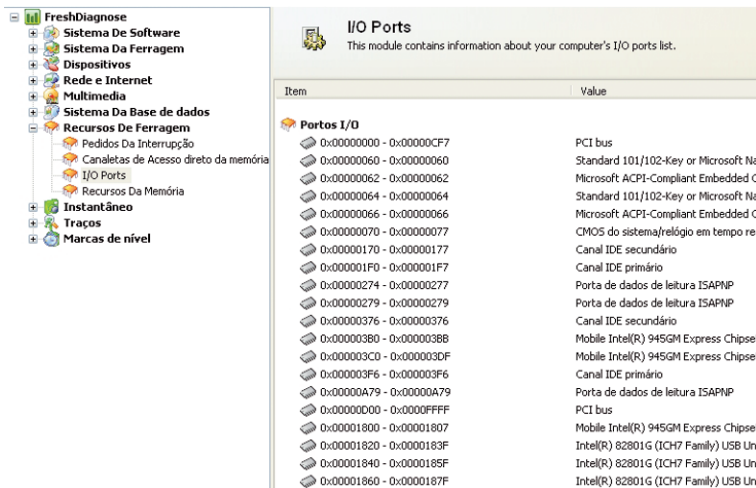 FreshDiagnose
Sistema De Software
Sistema Da Ferragem
Dispositivos
Rede e Internet
Multimedia
Sistema Da Base de dados
Recursos De Ferragem
Pedidos Da Interrupção
Canaletas de Acesso direto da memória
I/O Ports
Recursos Da Memória
Instantâneo
Traços
Marcas de nível
I/O Ports
This module contains information about your computer's I/O ports list.
Item Value
Portos I/O
0x00000000 - 0x00000CF7 PCI bus
0x00000060 - 0x00000060 Standard 101/102-Key or Microsoft Na
0x00000062 - 0x00000062 Microsoft ACPI-Compliant Embedded C
0x00000064 - 0x00000064 Standard 101/102-Key or Microsoft Na
0x00000066 - 0x00000066 Microsoft ACPI-Compliant Embedded C
0x00000070 - 0x00000077 CMOS do sistema/relógio em tempo re
0x00000170 - 0x00000177 Canal IDE secundário
0x000001F0 - 0x000001F7 Canal IDE primário
0x00000274 - 0x00000277 Porta de dados de leitura ISAPNP
0x00000279 - 0x00000279 Porta de dados de leitura ISAPNP
0x00000376 - 0x00000376 Canal IDE secundário
0x000003B0 - 0x000003BB Mobile Intel(R) 945GM Express Chipse
0x000003C0 - 0x000003DF Mobile Intel(R) 945GM Express Chipse
0x000003F6 - 0x000003F6 Canal IDE primário
0x00000A79 - 0x00000A79 Porta de dados de leitura ISAPNP
0x00000D00 - 0x0000FFFF PCI bus
0x00001800 - 0x00001807 Mobile Intel(R) 945GM Express Chipse
0x00001820 - 0x0000183F Intel(R) 82801G (ICH7 Family) USB Un
0x00001840 - 0x0000185F Intel(R) 82801G (ICH7 Family) USB Un
0x00001860 - 0x0000187F Intel(R) 82801G (ICH7 Family) USB Un